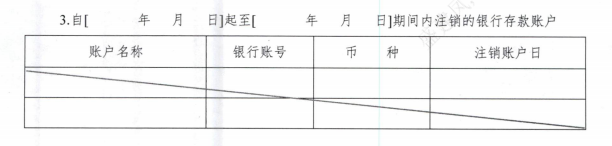 3.自[ 年 月 日]起至[ 年 月 日]期间内注销的银行存款账户
账户名称 银行账号 币 种 注销账户日